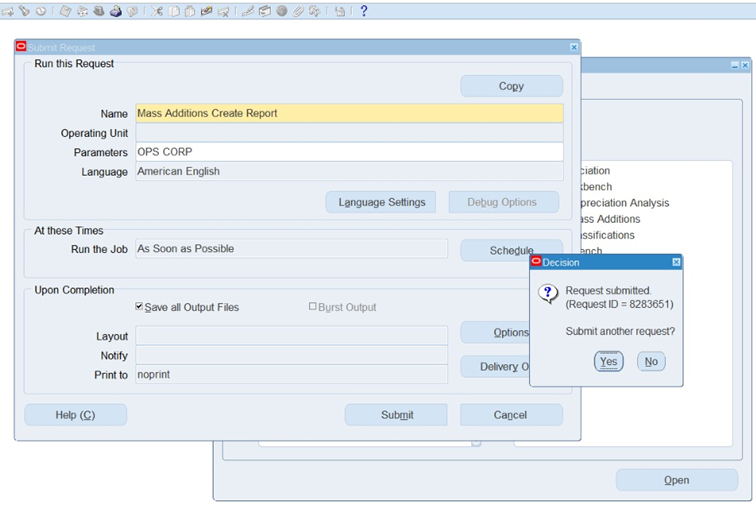 Submit Request
Run this Request
Copy
Name Mass Additions Create Report
Operating Unit
Parameters OPS CORP
Language American English
Language Settings Debug Options
At these Times
Run the Job As Soon as Possible Schedule...
Upon Completion
Save all Output Files Burst Output
Layout Options
Notify
Print to noprint Delivery O
Help (C) Submit Cancel
ciation
preciation Analysis
ass Additions
Decision
Request submitted.
(Request ID = 8283651)
Submit another request?
Yes No
Open